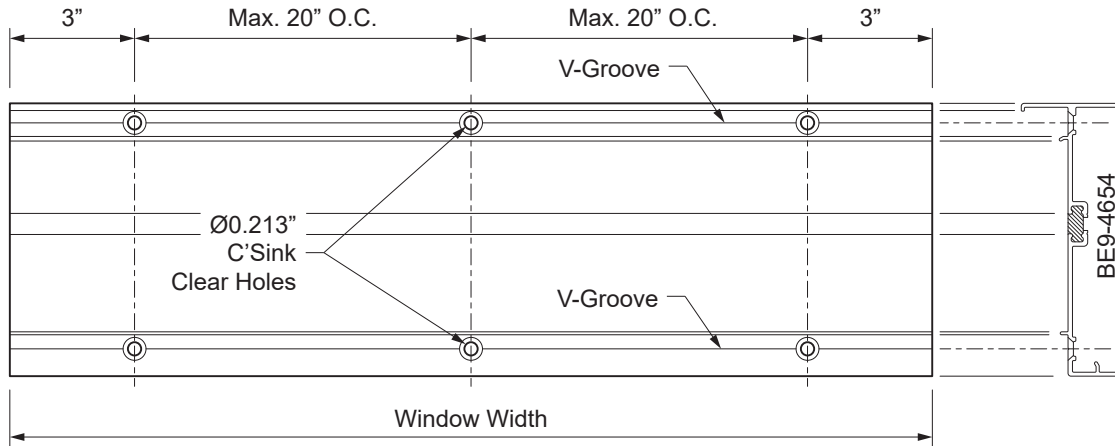 3”
Max. 20” O.C.
Max. 20” O.C.
3”
V-Groove
Ø0.213”
C’Sink
Clear Holes
V-Groove
BE9-4654
Window Width